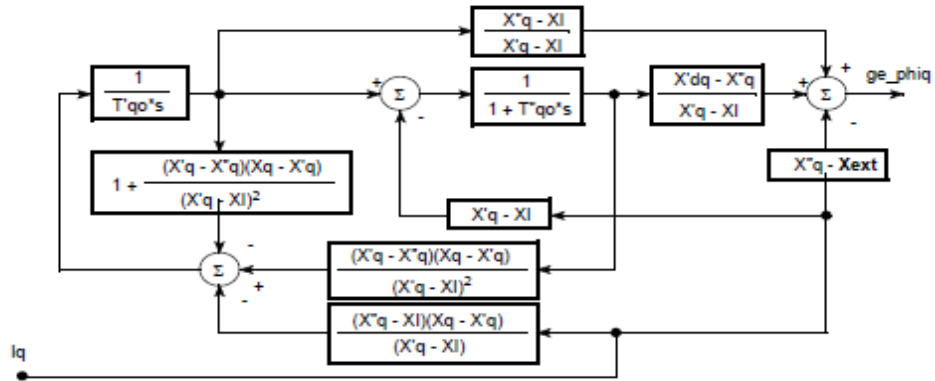 X"q - Xl
X'q - Xl
ge_phiq
1
T'qo*s
+
Σ
-
1
1 + T"qo*s
X'dq - X"q
X'q - Xl
+
+
Σ
-
1 +
(X'q - X"q)(Xq - X'q)
(X'q - Xl)²
X"q - Xext
X'q - Xl
-
Σ
+
-
(X'q - X"q)(Xq - X'q)
(X'q - Xl)²
(X"q - Xl)(Xq - X'q)
(X'q - Xl)
Iq